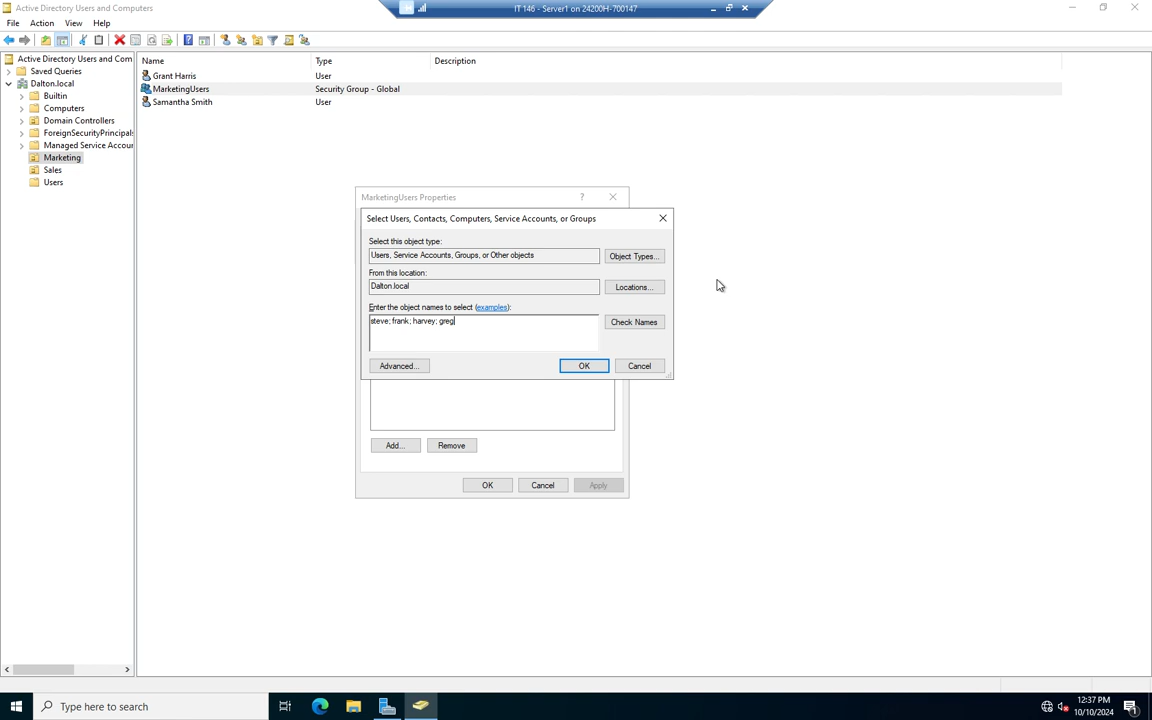 Active Directory Users and Computers
IT 146 - Server1 on 24200H-700147
File Action View Help
Active Directory Users and Com
Saved Queries
Dalton.local
Builtin
Computers
Domain Controllers
ForeignSecurityPrincipals
Managed Service Accour
Marketing
Sales
Users
Name Type Description
Grant Harris User
MarketingUsers Security Group - Global
Samantha Smith User
MarketingUsers Properties ?
Select Users, Contacts, Computers, Service Accounts, or Groups
Select this object type:
Users, Service Accounts, Groups, or Other objects Object Types...
From this location:
Dalton.local Locations...
Enter the object names to select (examples):
steve; frank; harvey; greg Check Names
Advanced... OK Cancel
Add... Remove
OK Cancel Apply
Type here to search
12:37 PM
10/10/2024
1